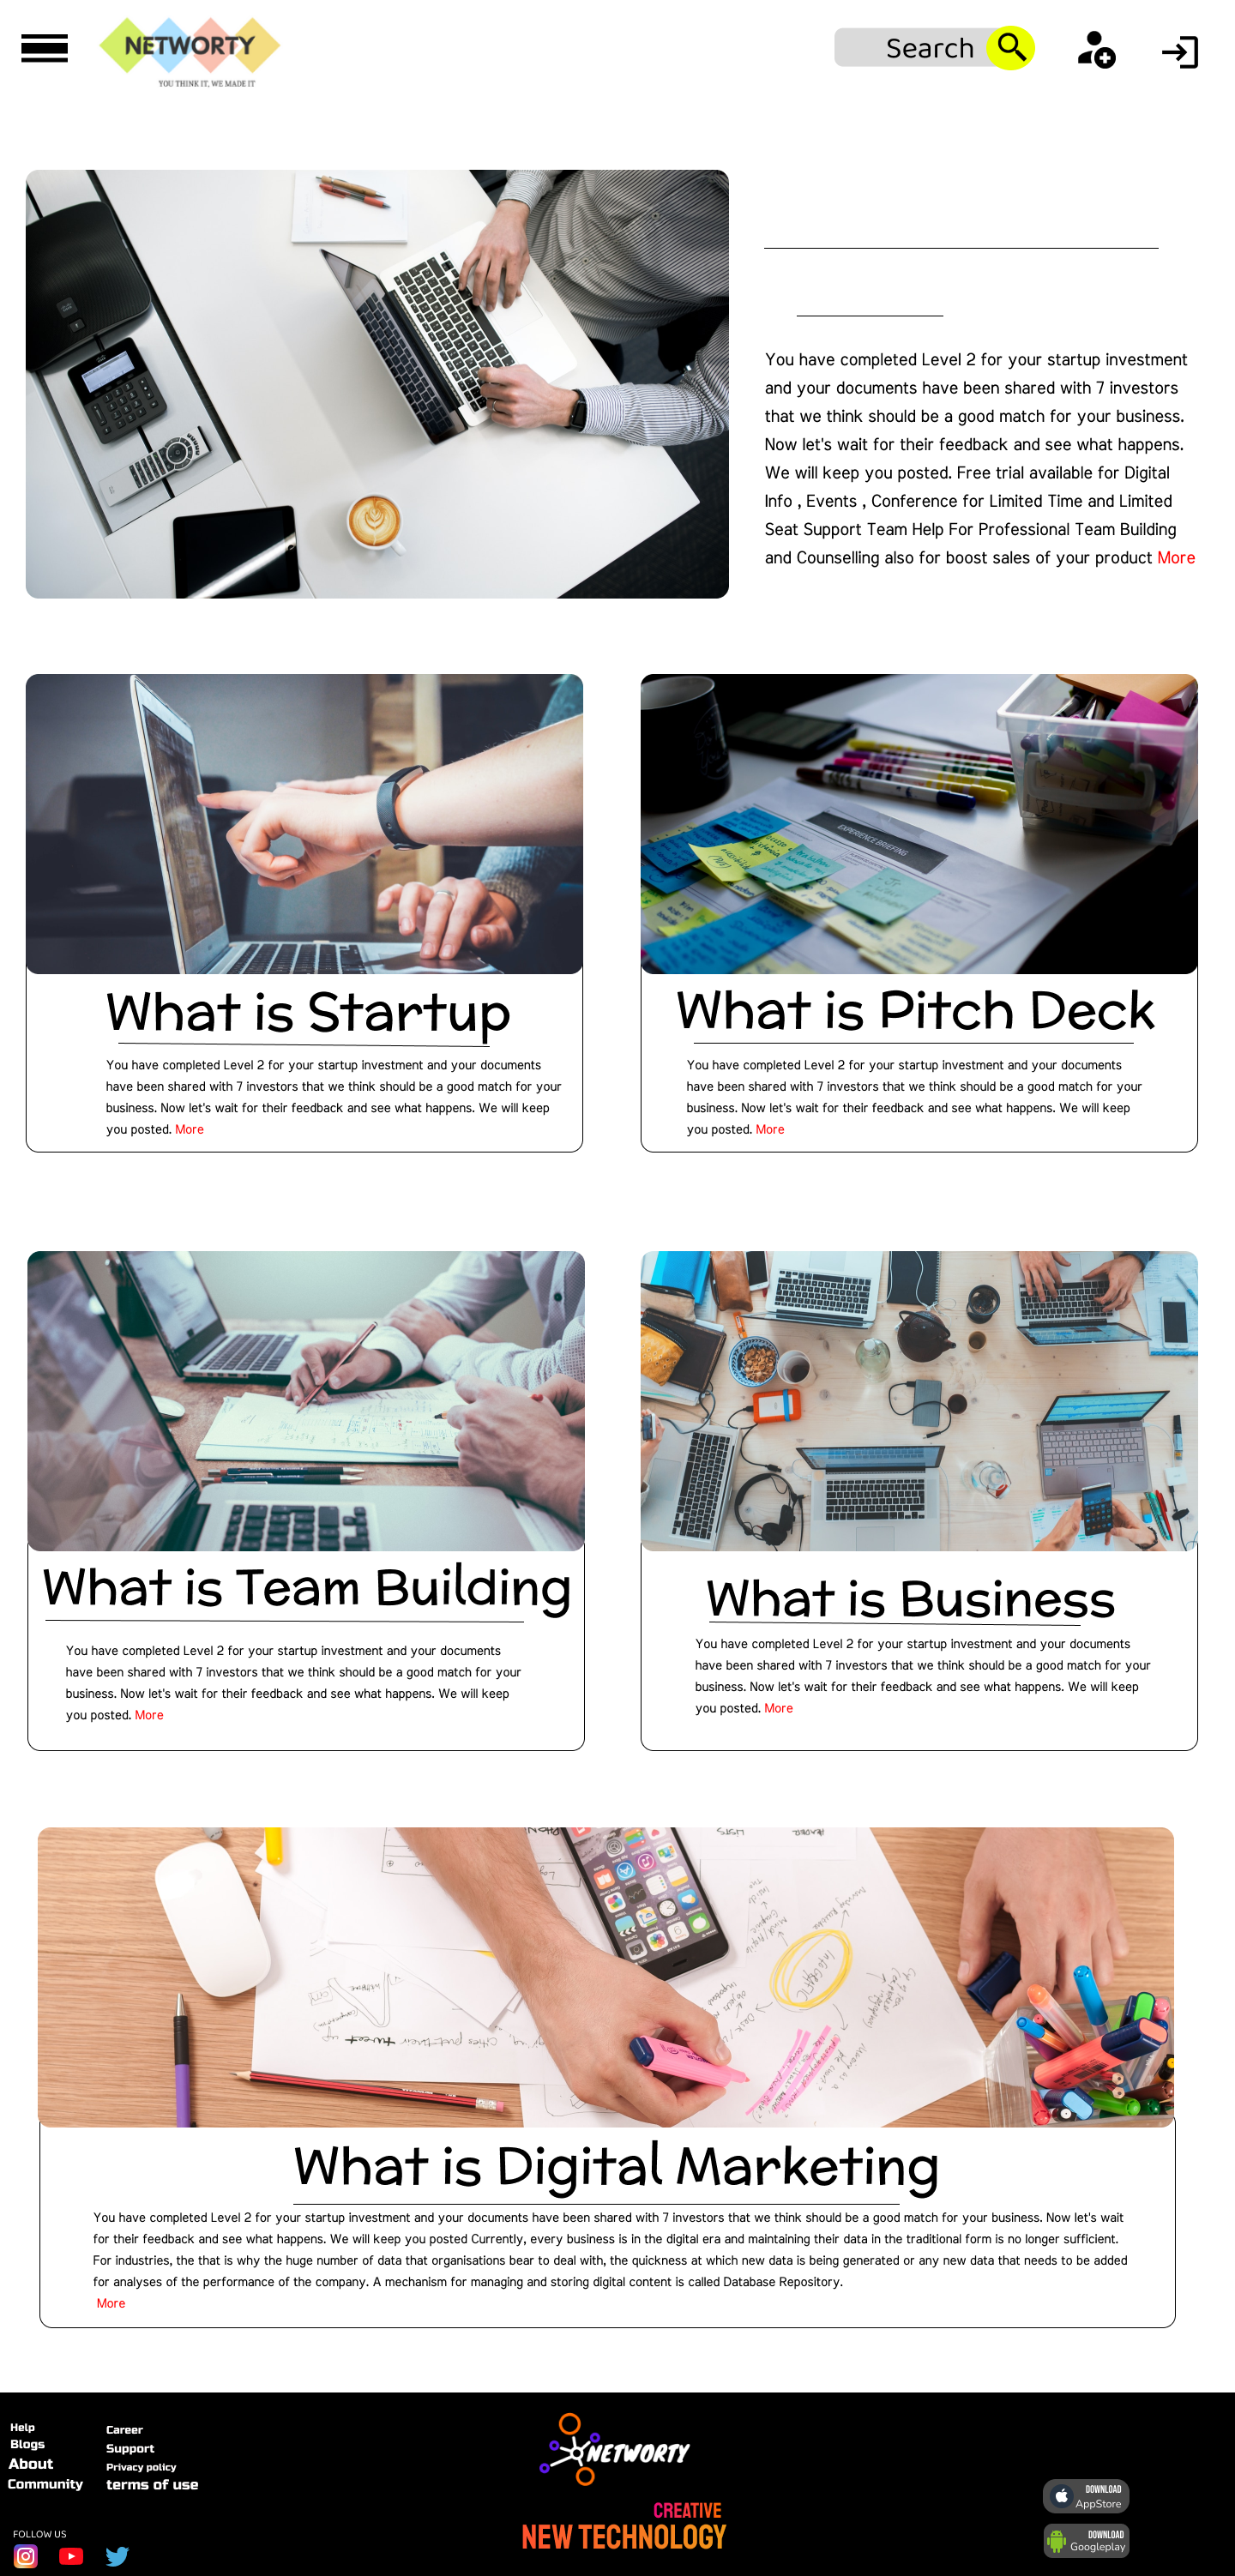 NETWORTY
YOU THINK IT, WE MADE IT
Search
You have completed Level 2 for your startup investment
and your documents have been shared with 7 investors
that we think should be a good match for your business.
Now let's wait for their feedback and see what happens.
We will keep you posted. Free trial available for Digital
Info , Events , Conference for Limited Time and Limited
Seat Support Team Help For Professional Team Building
and Counselling also for boost sales of your product More
EXPERIENCE BRIEFING
What is Startup
You have completed Level 2 for your startup investment and your documents
have been shared with 7 investors that we think should be a good match for your
business. Now let's wait for their feedback and see what happens. We will keep
you posted. More
What is Pitch Deck
You have completed Level 2 for your startup investment and your documents
have been shared with 7 investors that we think should be a good match for your
business. Now let's wait for their feedback and see what happens. We will keep
you posted. More
What is Team Building
You have completed Level 2 for your startup investment and your documents
have been shared with 7 investors that we think should be a good match for your
business. Now let's wait for their feedback and see what happens. We will keep
you posted. More
What is Business
You have completed Level 2 for your startup investment and your documents
have been shared with 7 investors that we think should be a good match for your
business. Now let's wait for their feedback and see what happens. We will keep
you posted. More
What is Digital Marketing
You have completed Level 2 for your startup investment and your documents have been shared with 7 investors that we think should be a good match for your business. Now let's wait
for their feedback and see what happens. We will keep you posted Currently, every business is in the digital era and maintaining their data in the traditional form is no longer sufficient.
For industries, the that is why the huge number of data that organisations bear to deal with, the quickness at which new data is being generated or any new data that needs to be added
for analyses of the performance of the company. A mechanism for managing and storing digital content is called Database Repository.
More
Help
Blogs
About
Community
Career
Support
Privacy policy
terms of use
FOLLOW US
NETWORTY
CREATIVE
NEW TECHNOLOGY
DOWNLOAD
AppStore
DOWNLOAD
Googleplay